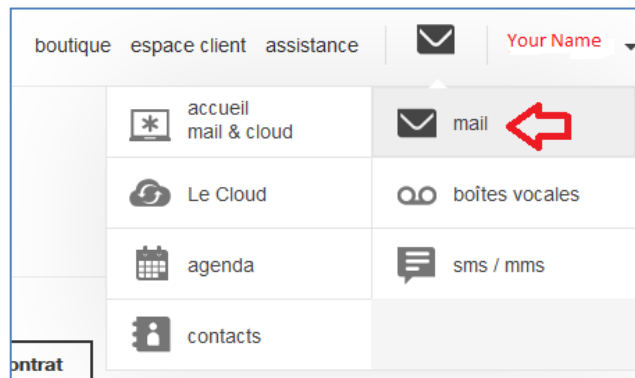 boutique espace client assistance Your Name
accueil
mail & cloud
mail
Le Cloud
boîtes vocales
agenda
sms / mms
contacts
ontrat